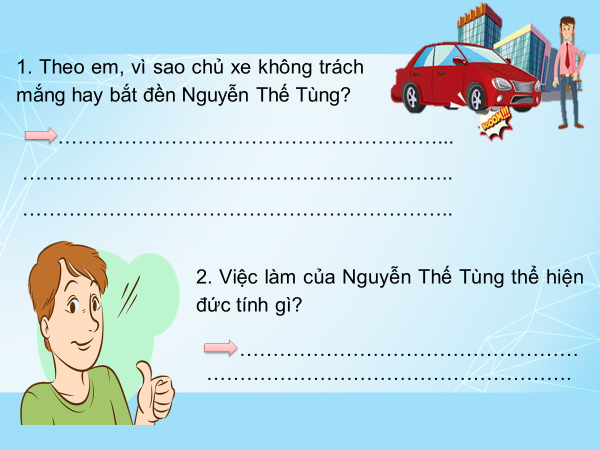 1. Theo em, vì sao chủ xe không trách
mắng hay bắt đền Nguyễn Thế Tùng?
BOOOM!!!
……………………………………………………...
……………………………………………………………..
……………………………………………………………..
2. Việc làm của Nguyễn Thế Tùng thể hiện
đức tính gì?
………………………………………………
……………………………………………………